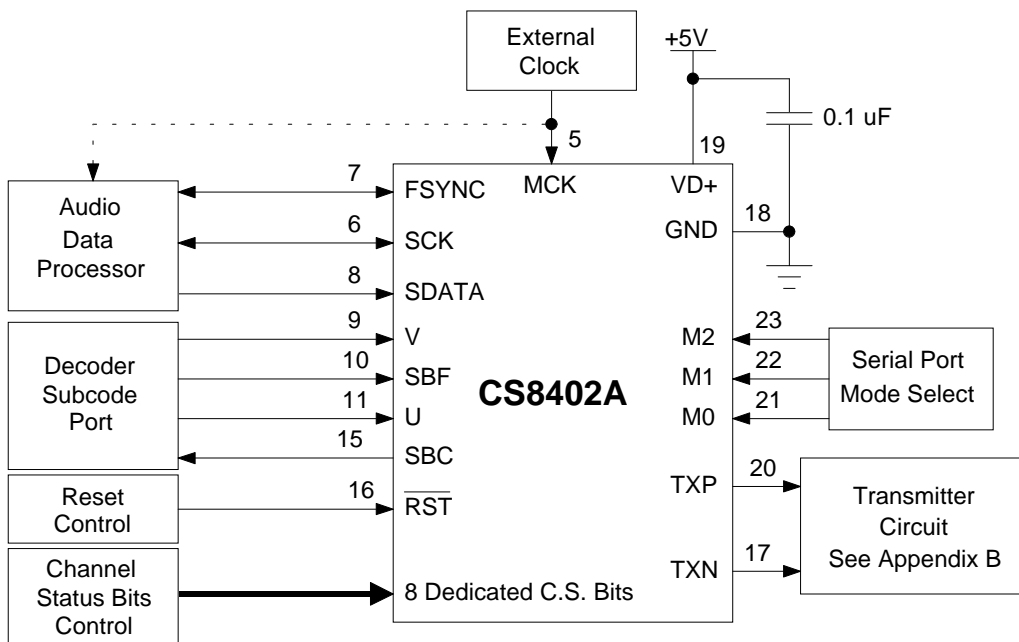 External
Clock
+5V
0.1 uF
5
19
7
FSYNC
MCK
VD+
Audio
Data
Processor
18
GND
6
SCK
8
SDATA
9
V
23
M2
Decoder
Subcode
Port
10
SBF
CS8402A
22
M1
Serial Port
Mode Select
11
U
21
M0
15
SBC
20
TXP
Reset
Control
16
RST
Transmitter
Circuit
See Appendix B
17
TXN
Channel
Status Bits
Control
8 Dedicated C.S. Bits